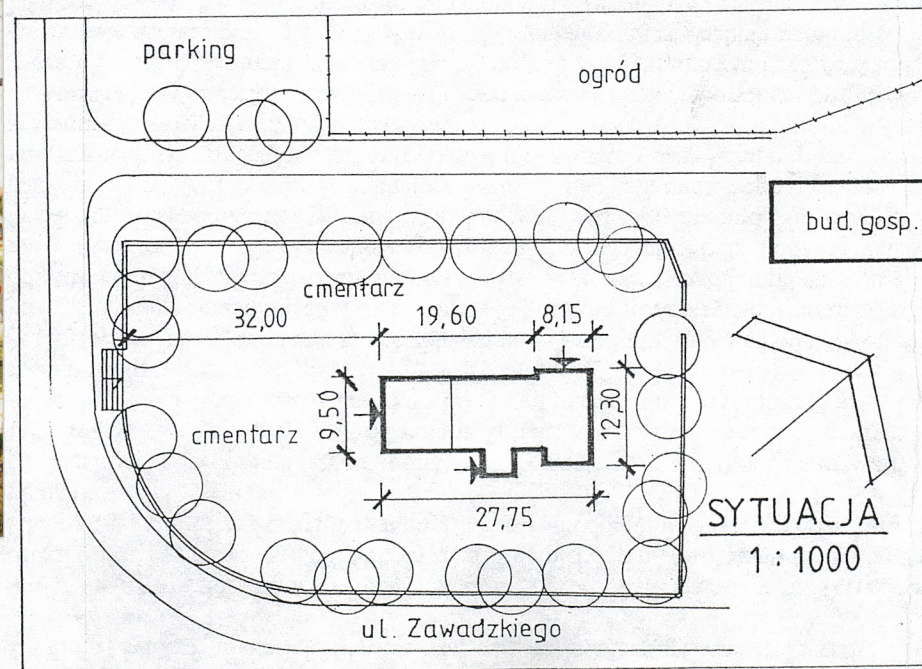 parking
ogród
bud. gosp.
cmentarz
32,00
19,60
8,15
cmentarz
9,50
12,30
27,75
SYTUACJA
1:1000
ul. Zawadzkiego